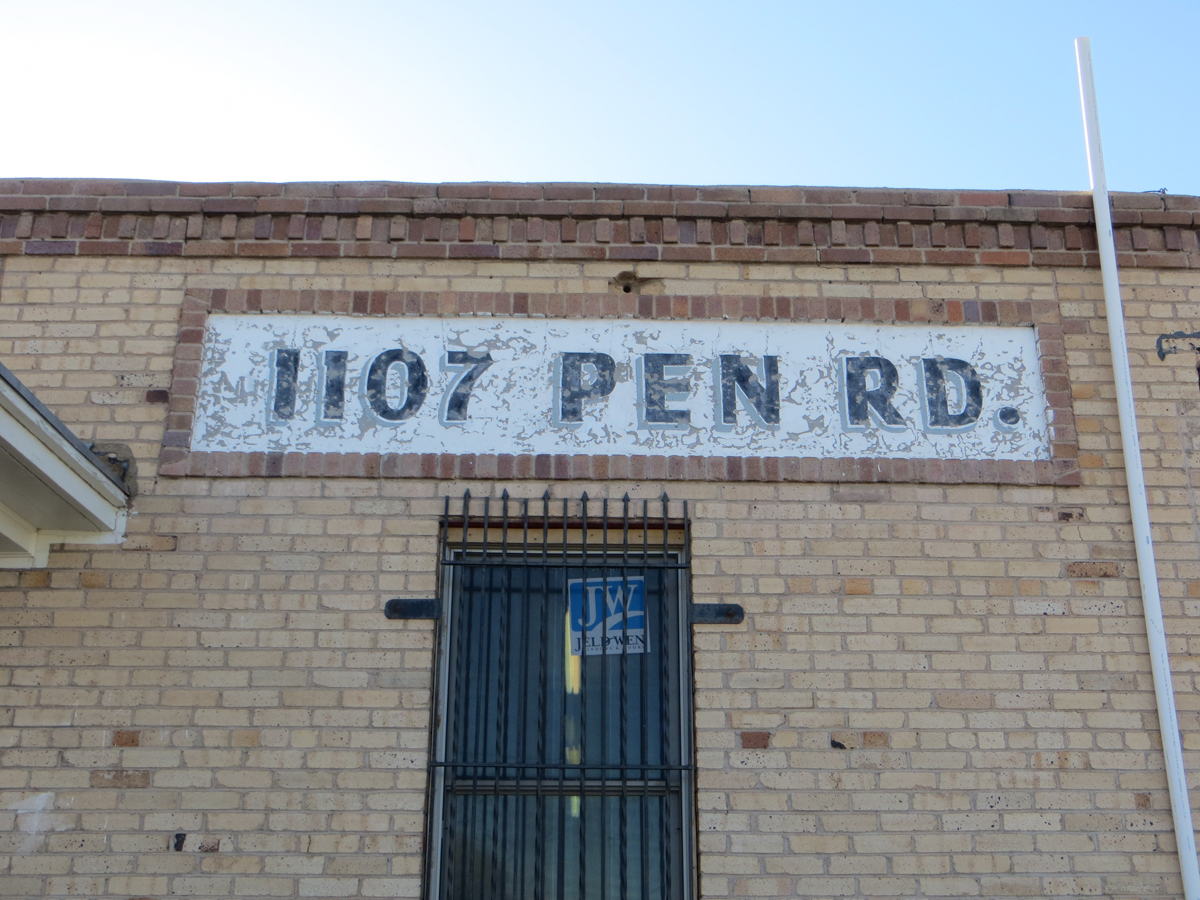 1107 PEN RD.
JW
JELD WEN